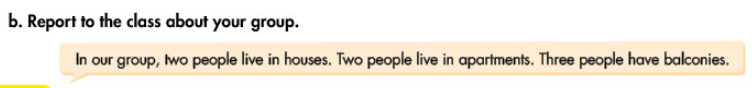 b. Report to the class about your group.
In our group, two people live in houses. Two people live in apartments. Three people have balconies.